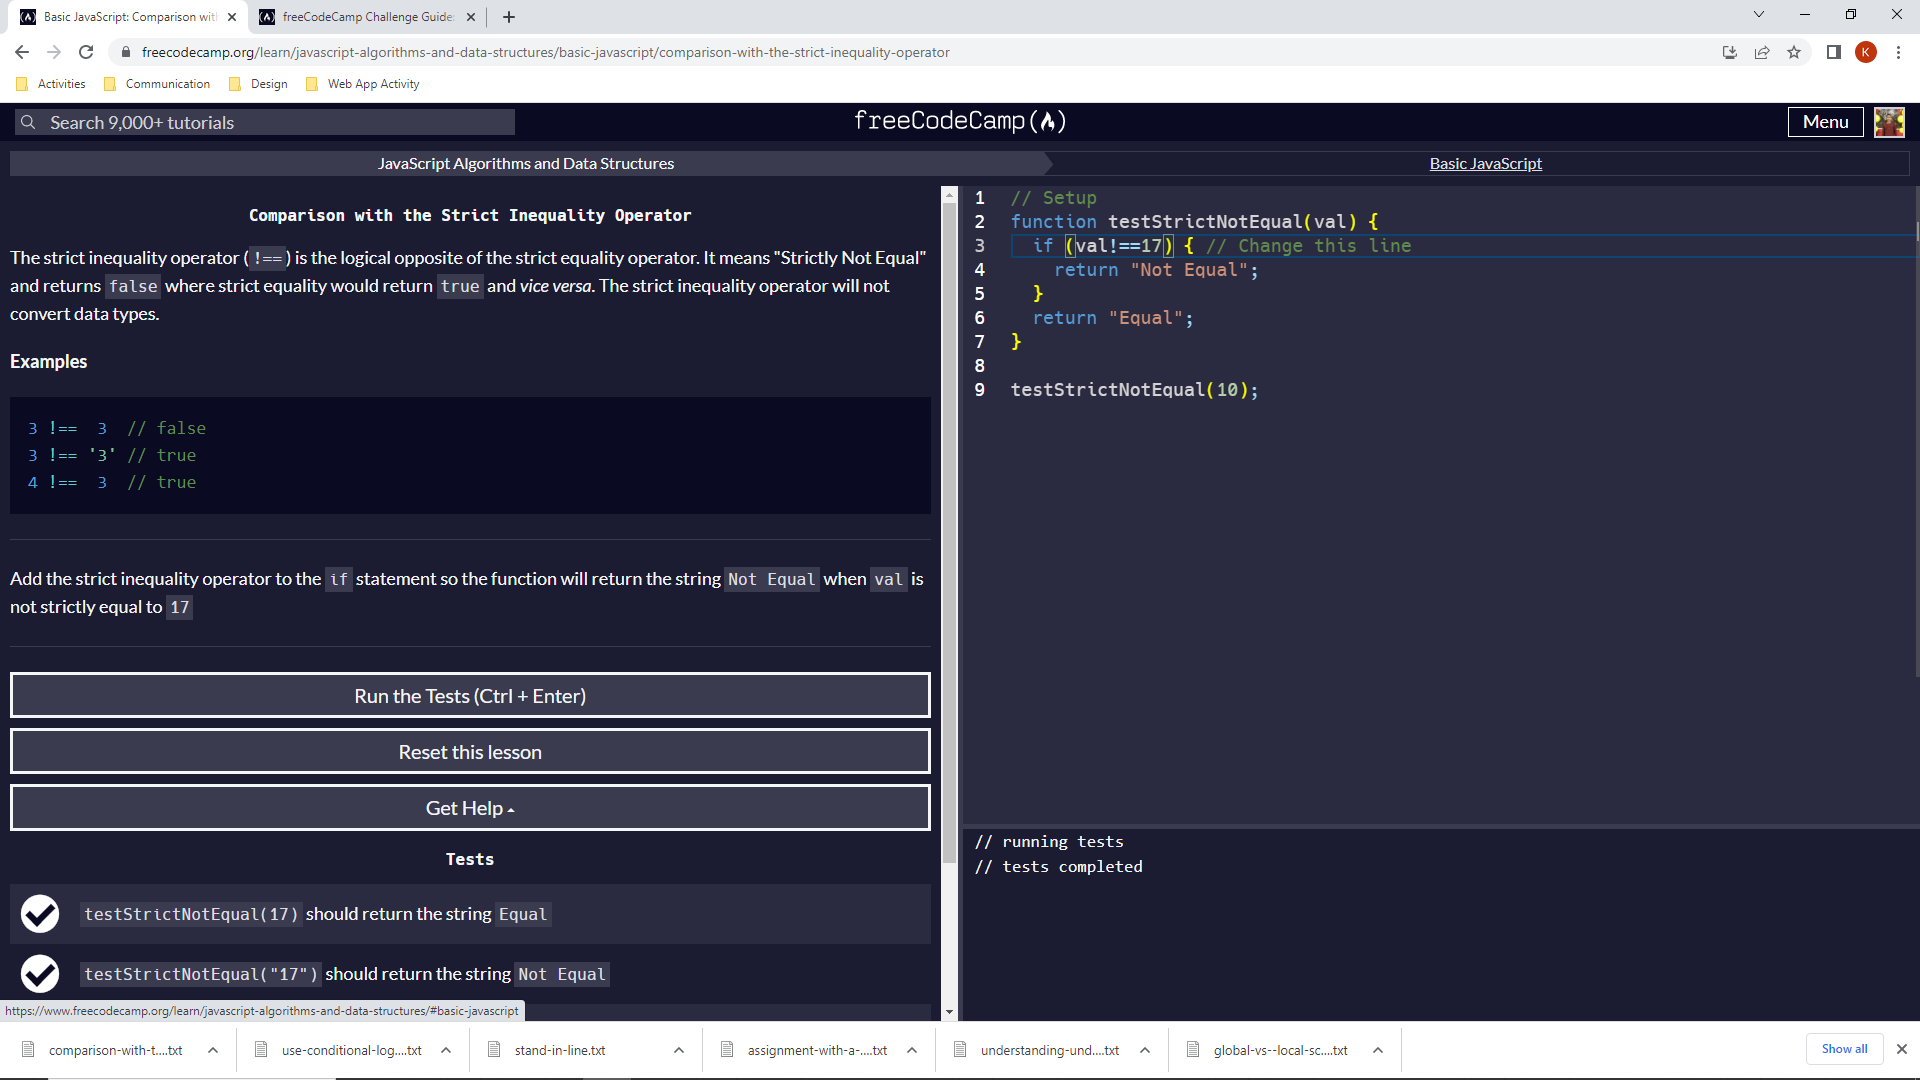 Basic JavaScript: Comparison wit
freeCodeCamp Challenge Guide:
freecodecamp.org/learn/javascript-algorithms-and-data-structures/basic-javascript/comparison-with-the-strict-inequality-operator
K
Activities
Communication
Design
Web App Activity
Search 9,000+ tutorials
freeCodeCamp
Menu
JavaScript Algorithms and Data Structures
Basic JavaScript
Comparison with the Strict Inequality Operator
The strict inequality operator ( !== ) is the logical opposite of the strict equality operator. It means "Strictly Not Equal"
and returns false where strict equality would return true and vice versa. The strict inequality operator will not
convert data types.
Examples
3 !==  3  // false
3 !== '3' // true
4 !==  3  // true
Add the strict inequality operator to the if statement so the function will return the string Not Equal when val is
not strictly equal to 17
Run the Tests (Ctrl + Enter)
Reset this lesson
Get Help
Tests
testStrictNotEqual(17) should return the string Equal
testStrictNotEqual("17") should return the string Not Equal
https://www.freecodecamp.org/learn/javascript-algorithms-and-data-structures/#basic-javascript
1 // Setup
2 function testStrictNotEqual(val) {
3 if (val!==17) { // Change this line
4 return "Not Equal";
5 }
6 return "Equal";
7 }
8
9 testStrictNotEqual(10);
// running tests
// tests completed
comparison-with-t....txt
use-conditional-log....txt
stand-in-line.txt
assignment-with-a-....txt
understanding-und....txt
global-vs--local-sc....txt
Show all